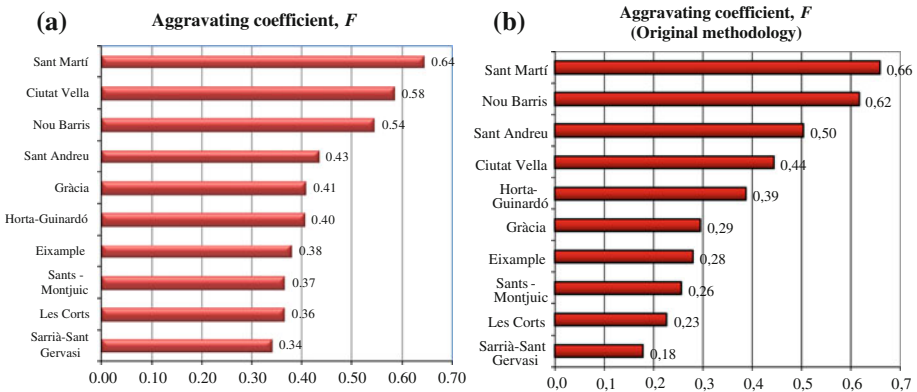 (a)
Aggravating coefficient, F
Sant Martí
0.64
Ciutat Vella
0.58
Nou Barris
0.54
Sant Andreu
0.43
Gràcia
0.41
Horta-Guinardó
0.40
Eixample
0.38
Sants -
Montjuic
0.37
Les Corts
0.36
Sarrià-Sant
Gervasi
0.34
0.00 0.10 0.20 0.30 0.40 0.50 0.60 0.70
(b)
Aggravating coefficient, F
(Original methodology)
Sant Martí
0,66
Nou Barris
0,62
Sant Andreu
0,50
Ciutat Vella
0,44
Horta-
Guinardó
0,39
Gràcia
0,29
Eixample
0,28
Sants -
Montjuic
0,26
Les Corts
0,23
Sarrià-Sant
Gervasi
0,18
0,0 0,1 0,2 0,3 0,4 0,5 0,6 0,7